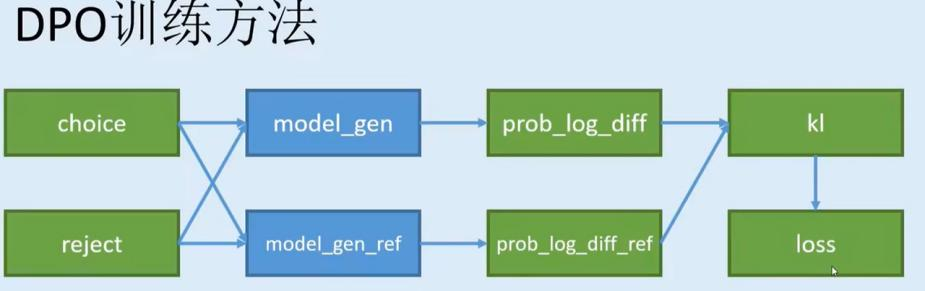 DPO训练方法
choice
model_gen
prob_log_diff
kl
reject
model_gen_ref
prob_log_diff_ref
loss